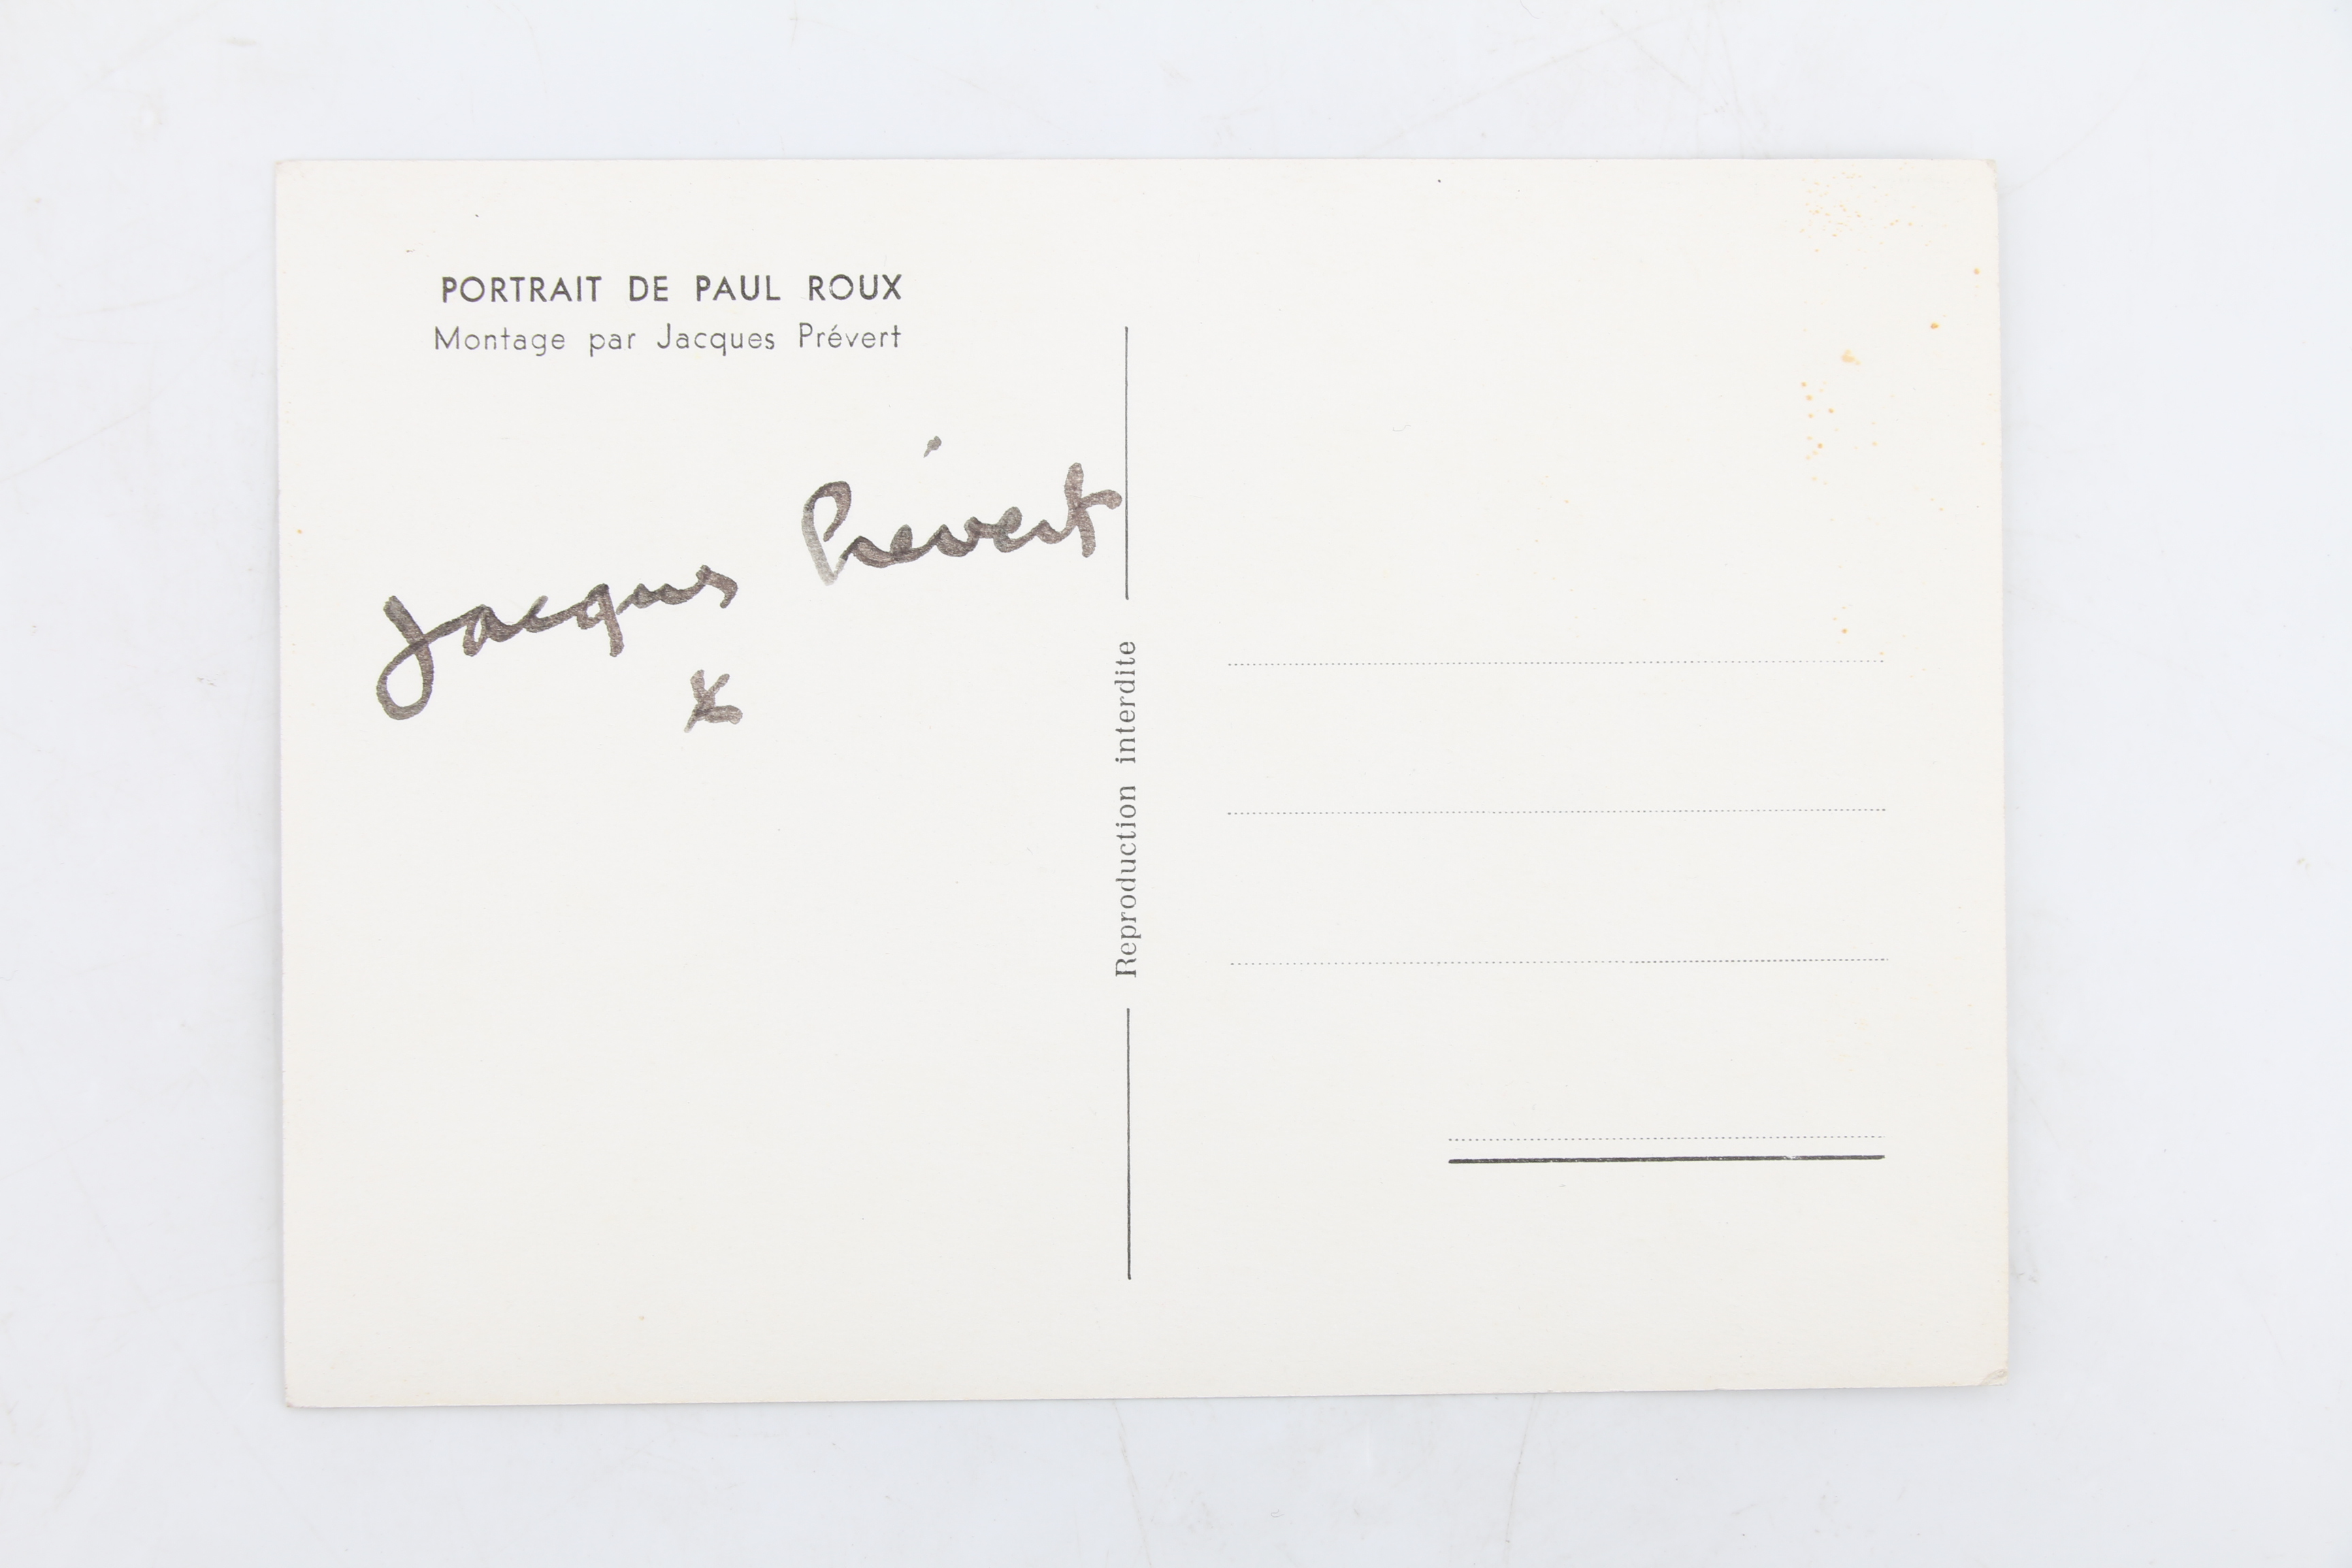 PORTRAIT DE PAUL ROUX
Montage par Jacques Prévert
Jacques Prévert
Reproduction interdite